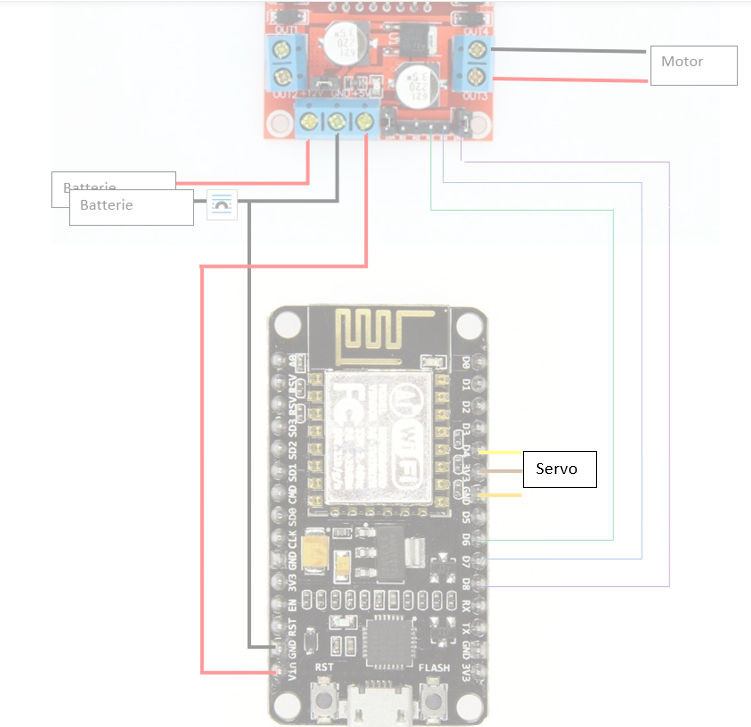 OUT1
OUT4
OUT2
+12V
GND
+5V
OUT3
Motor
Batterie
Batterie
A0
RSV
RSV
SD3
SD2
SD1
CMD
SD0
CLK
GND
3V3
EN
RST
GND
Vin
D0
D1
D2
D3
D4
3V3
GND
D5
D6
D7
D8
RX
TX
GND
3V3
WiFi
FC
Servo
RST
FLASH